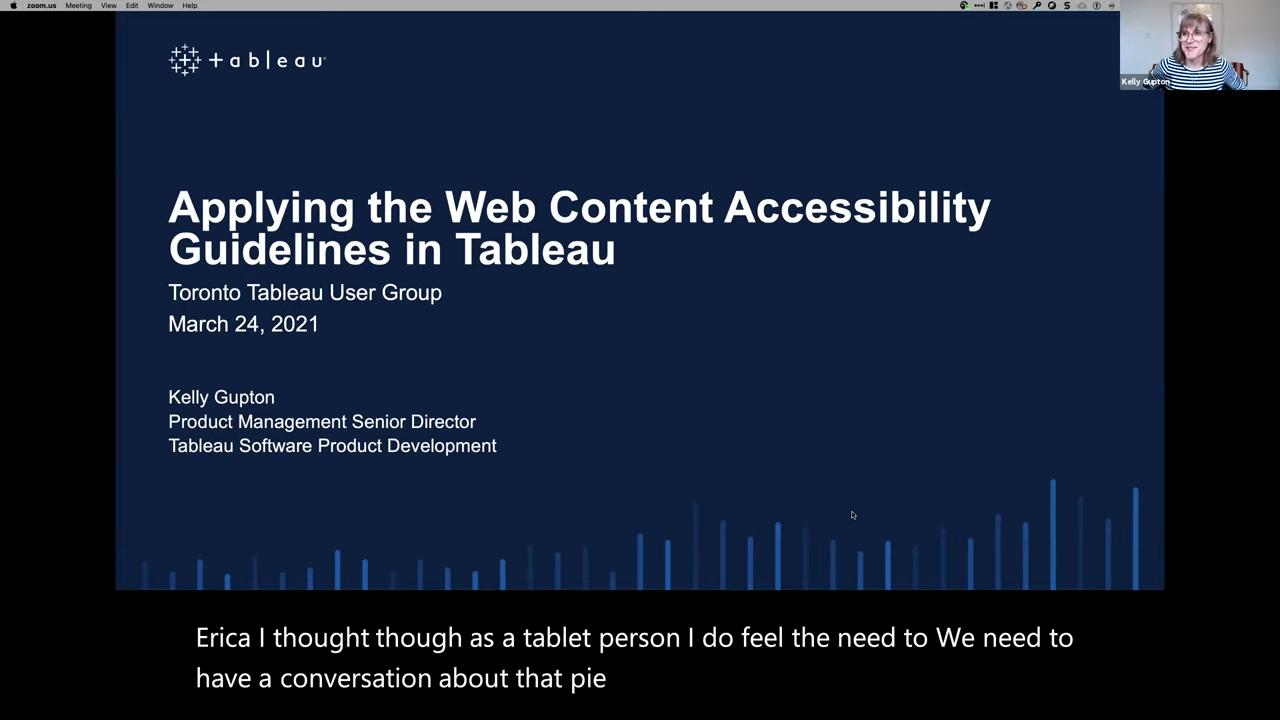 zoom.us Meeting View Edit Window Help
Kelly Gupton
+ableau
Applying the Web Content Accessibility
Guidelines in Tableau
Toronto Tableau User Group
March 24, 2021
Kelly Gupton
Product Management Senior Director
Tableau Software Product Development
Erica I thought though as a tablet person I do feel the need to We need to
have a conversation about that pie